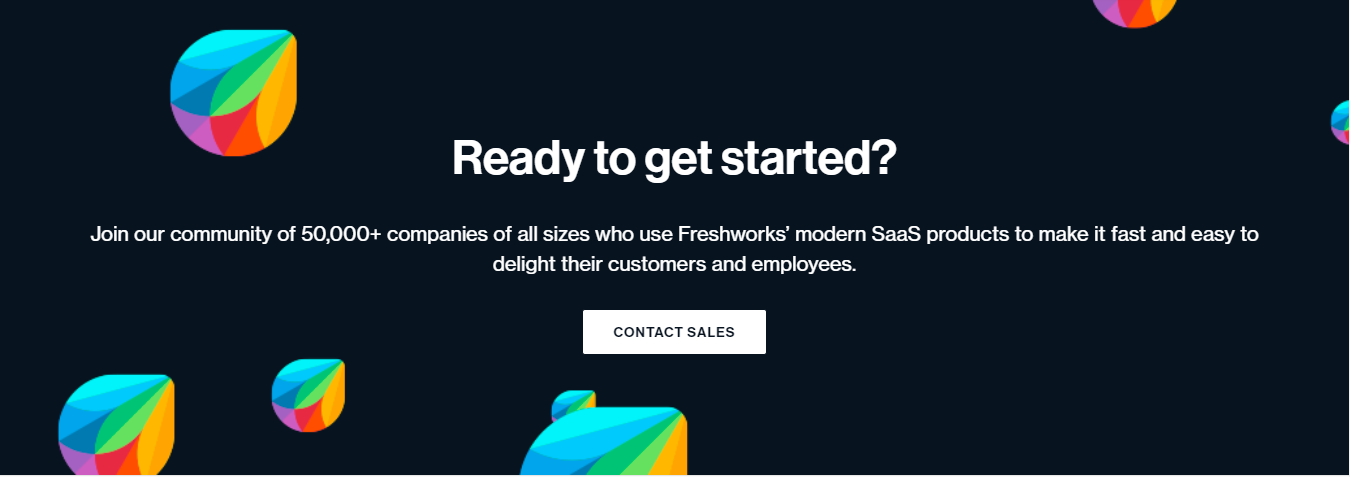 Ready to get started?
Join our community of 50,000+ companies of all sizes who use Freshworks’ modern SaaS products to make it fast and easy to
delight their customers and employees.
CONTACT SALES